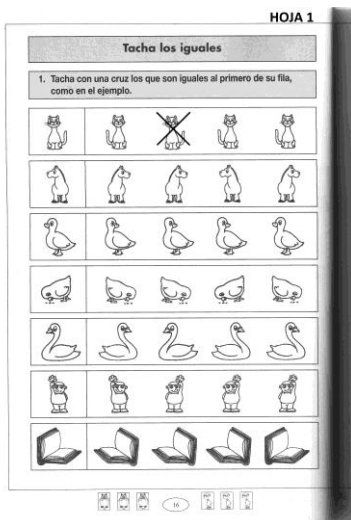 HOJA 1
Tacha los iguales
1. Tacha con una cruz los que son iguales al primero de su fila,
como en el ejemplo.
16